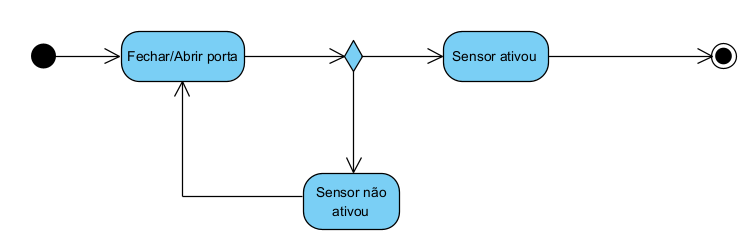 Fechar/Abrir porta
Sensor ativou
Sensor não
ativou